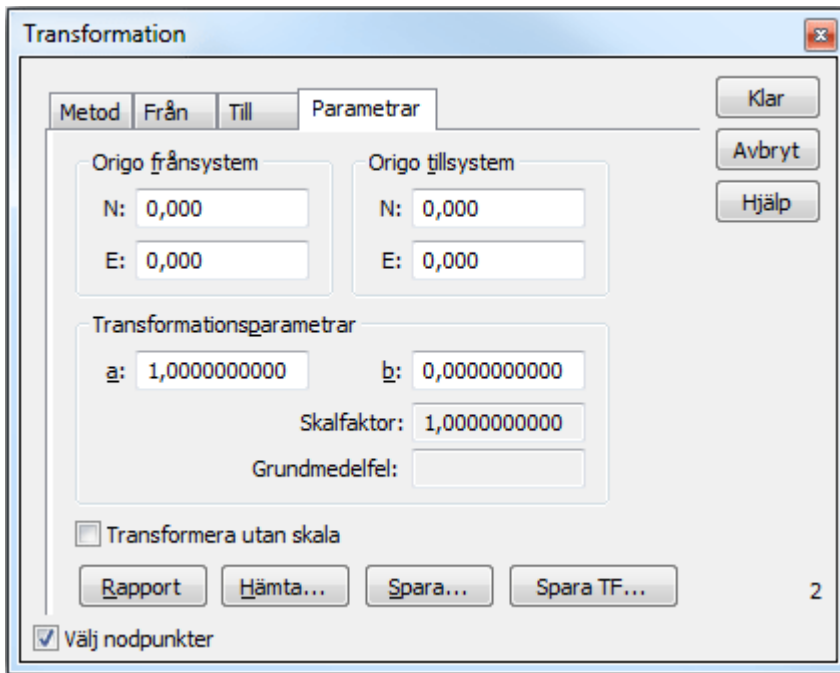 Transformation
Metod Från Till Parametrar
Klar
Avbryt
Hjälp
Origo frånsystem
N: 0,000
E: 0,000
Origo tillsystem
N: 0,000
E: 0,000
Transformationsparametrar
a: 1,0000000000 b: 0,0000000000
Skalfaktor: 1,0000000000
Grundmedelfel:
Transformera utan skala
Rapport Hämta... Spara... Spara TF... 2
Välj nodpunkter